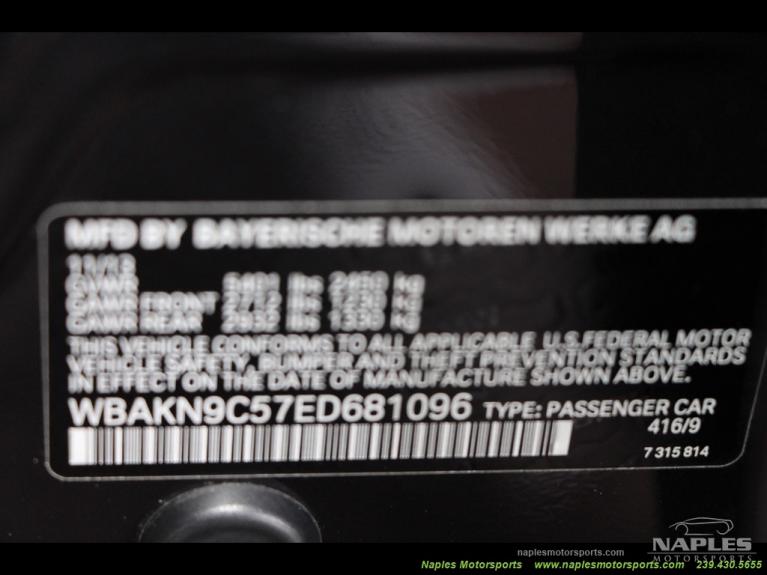 MFD BY BAYERISCHE MOTOREN WERKE AG
11/13
GVWR 5401 lbs 2450 kg
GAWR FRONT 2712 lbs 1230 kg
GAWR REAR 2932 lbs 1330 kg
THIS VEHICLE CONFORMS TO ALL APPLICABLE U.S.FEDERAL MOTOR
VEHICLE SAFETY, BUMPER AND THEFT PREVENTION STANDARDS
IN EFFECT ON THE DATE OF MANUFACTURE SHOWN ABOVE.
WBAKN9C57ED681096 TYPE: PASSENGER CAR
416/9
7 315 814
NAPLES
MOTORSPORTS
naplesmotorsports.com
Naples Motorsports - www.naplesmotorsports.com - 239.430.5655